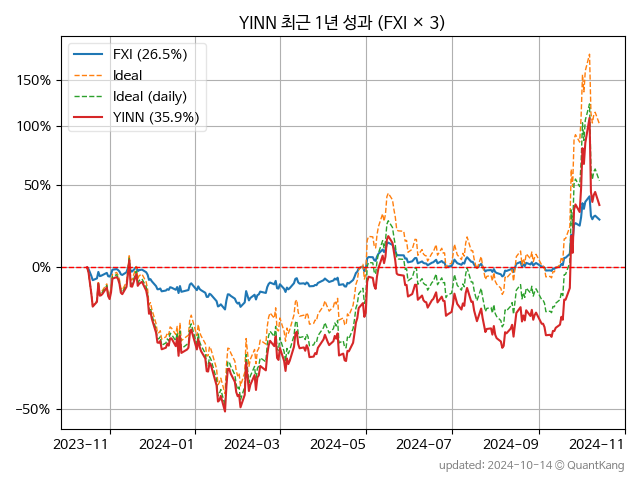 YINN 최근 1년 성과 (FXI × 3)
FXI (26.5%)
Ideal
Ideal (daily)
YINN (35.9%)
150%
100%
50%
0%
−50%
2023−11
2024−01
2024−03
2024−05
2024−07
2024−09
2024−11
updated: 2024-10-14 © QuantKang